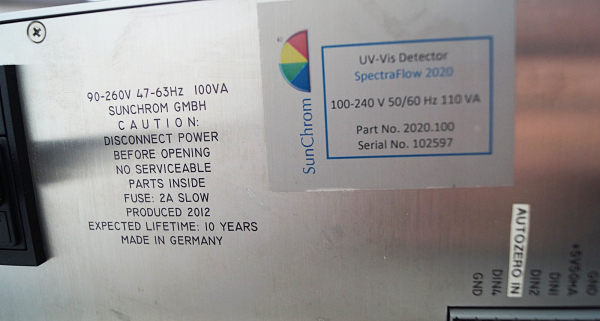 90-260V 47-63Hz 100VA
SUNCHROM GMBH
CAUTION:
DISCONNECT POWER
BEFORE OPENING
NO SERVICEABLE
PARTS INSIDE
FUSE: 2A SLOW
PRODUCED 2012
EXPECTED LIFETIME: 10 YEARS
MADE IN GERMANY
SunChrom
UV-Vis Detector
SpectraFlow 2020
100-240 V 50/60 Hz 110 VA
Part No. 2020.100
Serial No. 102597
GND
DIN4
AUTOZERO IN
DIN2
DIN1
+5V50MA
GND